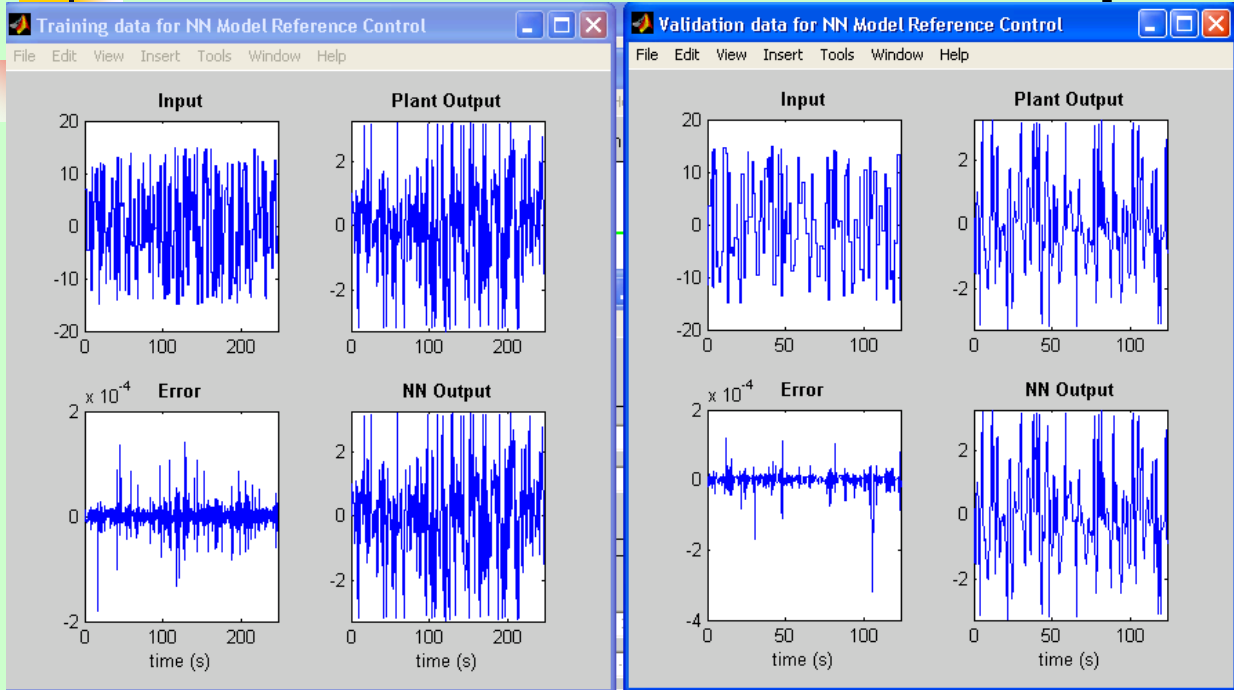 Training data for NN Model Reference Control
File Edit View Insert Tools Window Help
Input
20
10
0
-10
-20
0 100 200
Plant Output
2
0
-2
0 100 200
x 10^-4 Error
2
0
-2
0 100 200
time (s)
NN Output
2
0
-2
0 100 200
time (s)
Validation data for NN Model Reference Control
File Edit View Insert Tools Window Help
Input
20
10
0
-10
-20
0 50 100
Plant Output
2
0
-2
0 50 100
x 10^-4 Error
2
0
-2
-4
0 50 100
time (s)
NN Output
2
0
-2
0 50 100
time (s)